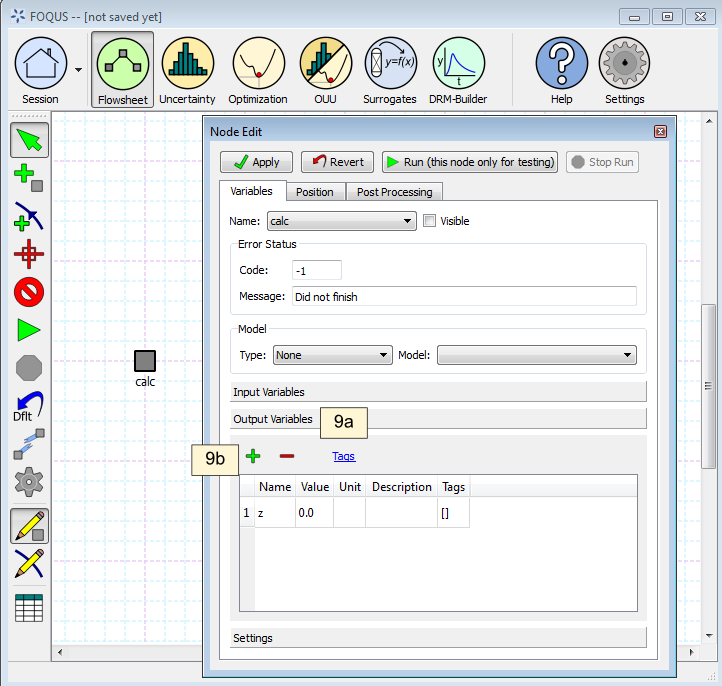 FOQUS -- [not saved yet]
Session
Flowsheet
Uncertainty
Optimization
OUU
y=f(x)
Surrogates
y
t
DRM-Builder
?
Help
Settings
Node Edit
Apply
Revert
Run (this node only for testing)
Stop Run
Variables
Position
Post Processing
Name: calc
Visible
Error Status
Code: -1
Message: Did not finish
Model
Type: None
Model:
Input Variables
Output Variables
9a
9b
Tags
Name Value Unit Description Tags
1 z 0.0 []
Settings
calc
Dflt